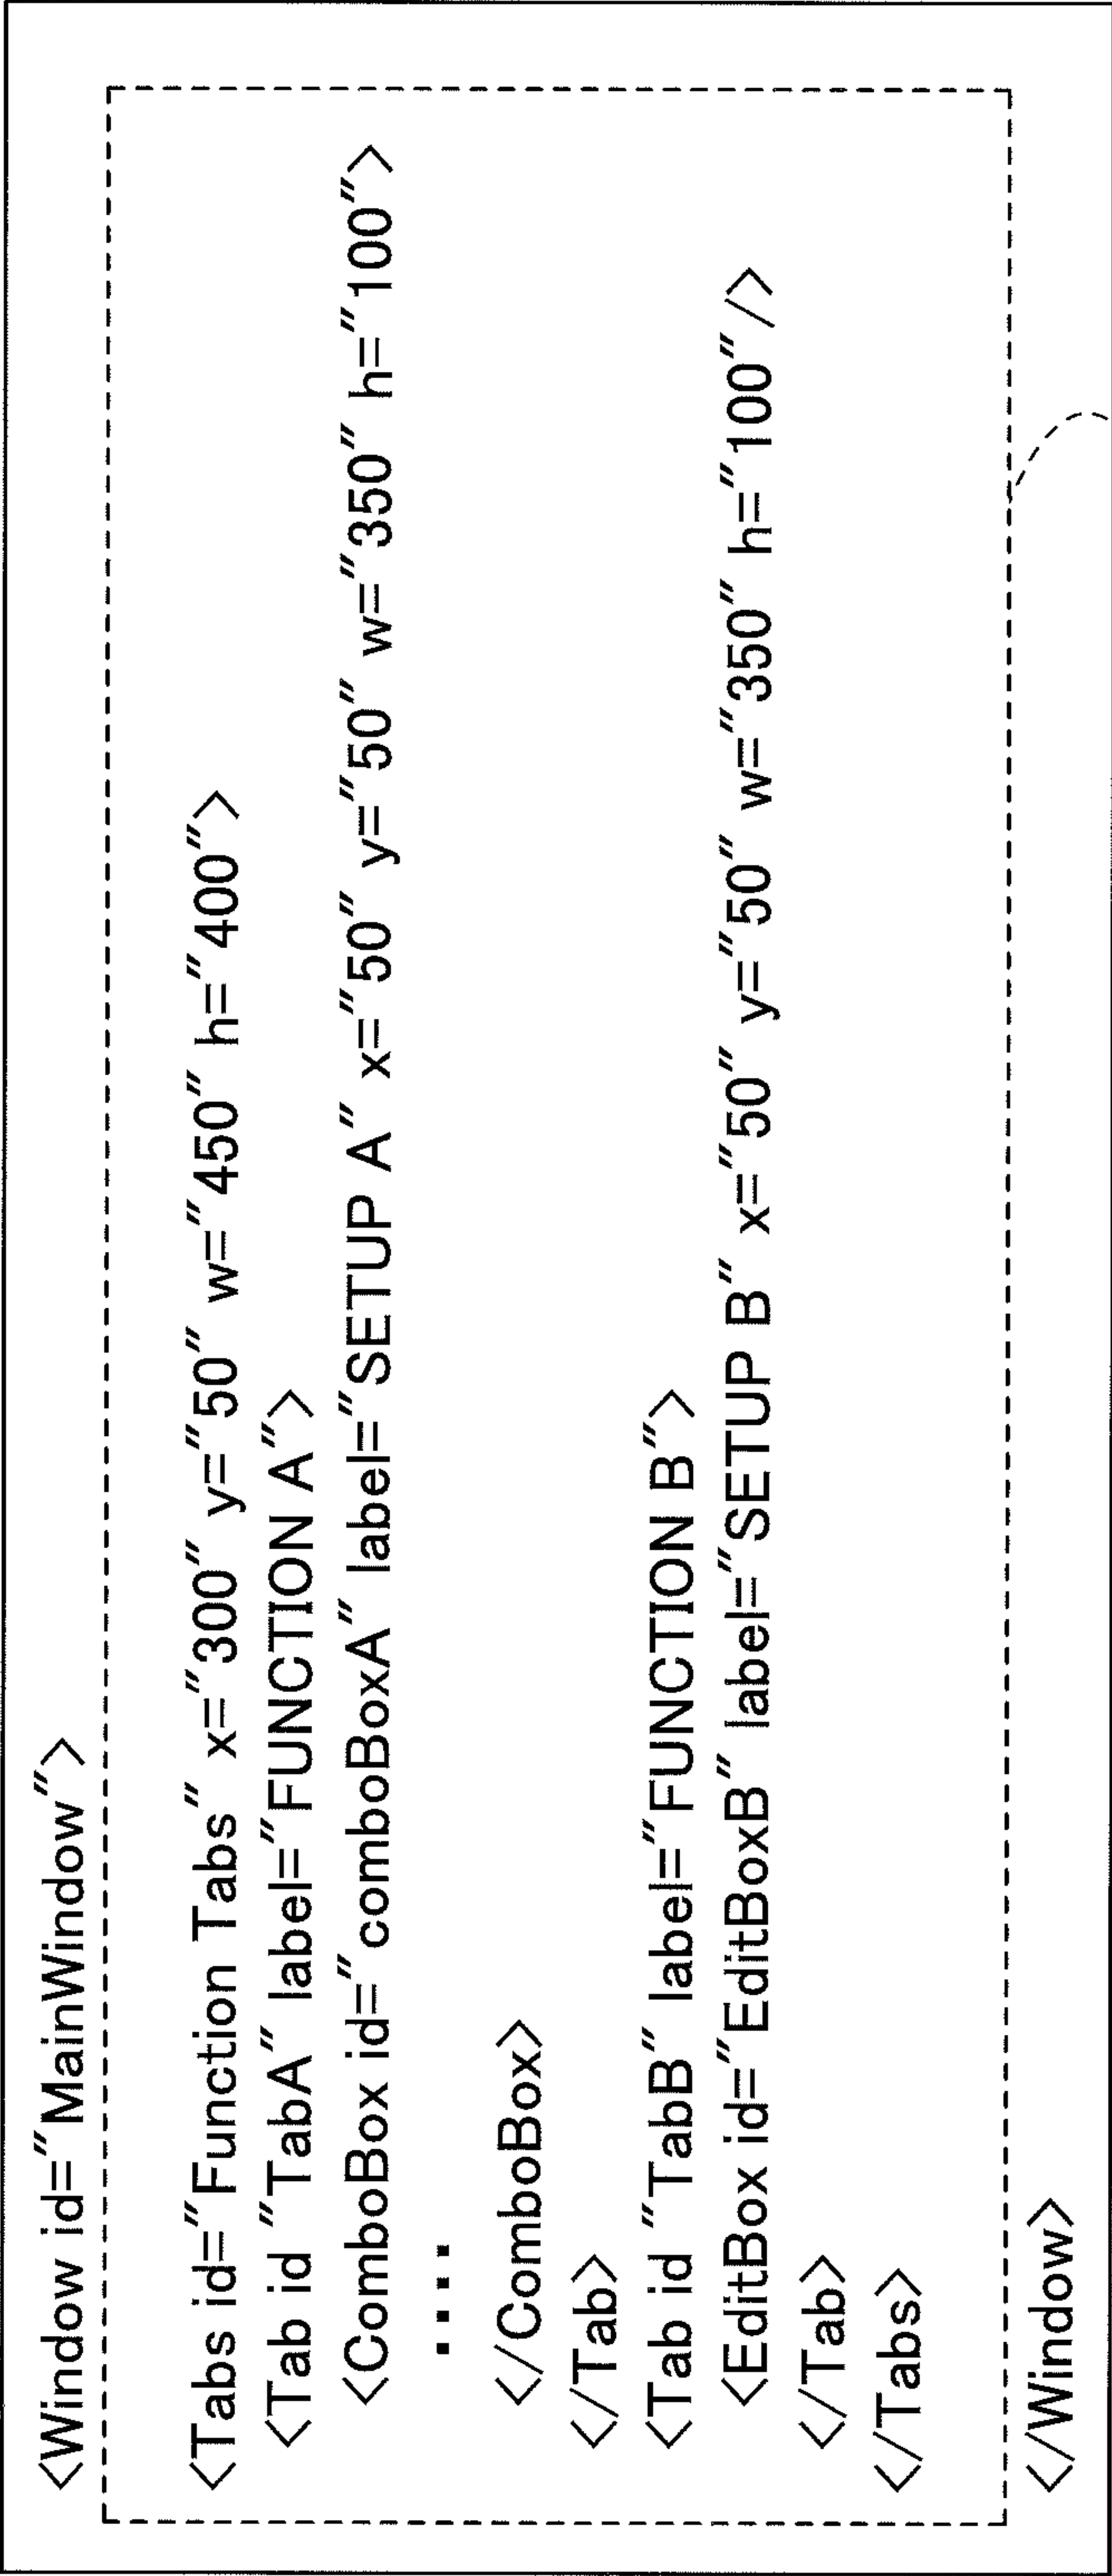 <Window id="MainWindow">
<Tabs id="Function Tabs" x="300" y="50" w="450" h="400">
<Tab id "TabA" label="FUNCTION A">
<ComboBox id="comboBoxA" label="SETUP A" x="50" y="50" w="350" h="100">
....
</ComboBox>
</Tab>
<Tab id "TabB" label="FUNCTION B">
<EditBox id="EditBoxB" label="SETUP B" x="50" y="50" w="350" h="100"/>
</Tab>
</Tabs>
</Window>